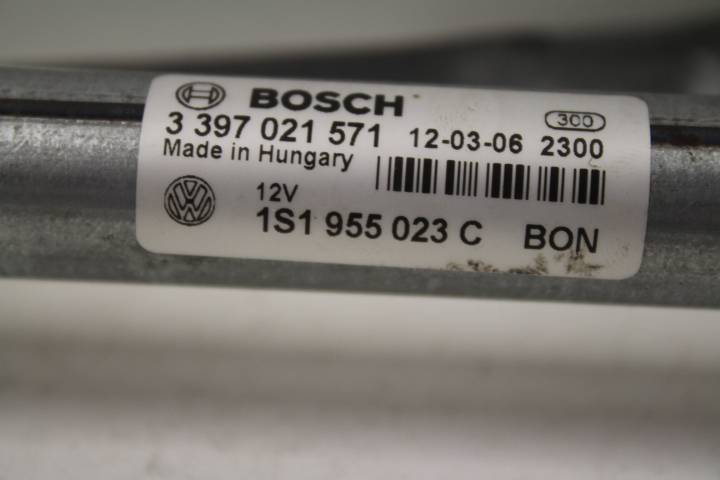 BOSCH
300
3 397 021 571 12-03-06 2300
Made in Hungary
12V
1S1 955 023 C BON